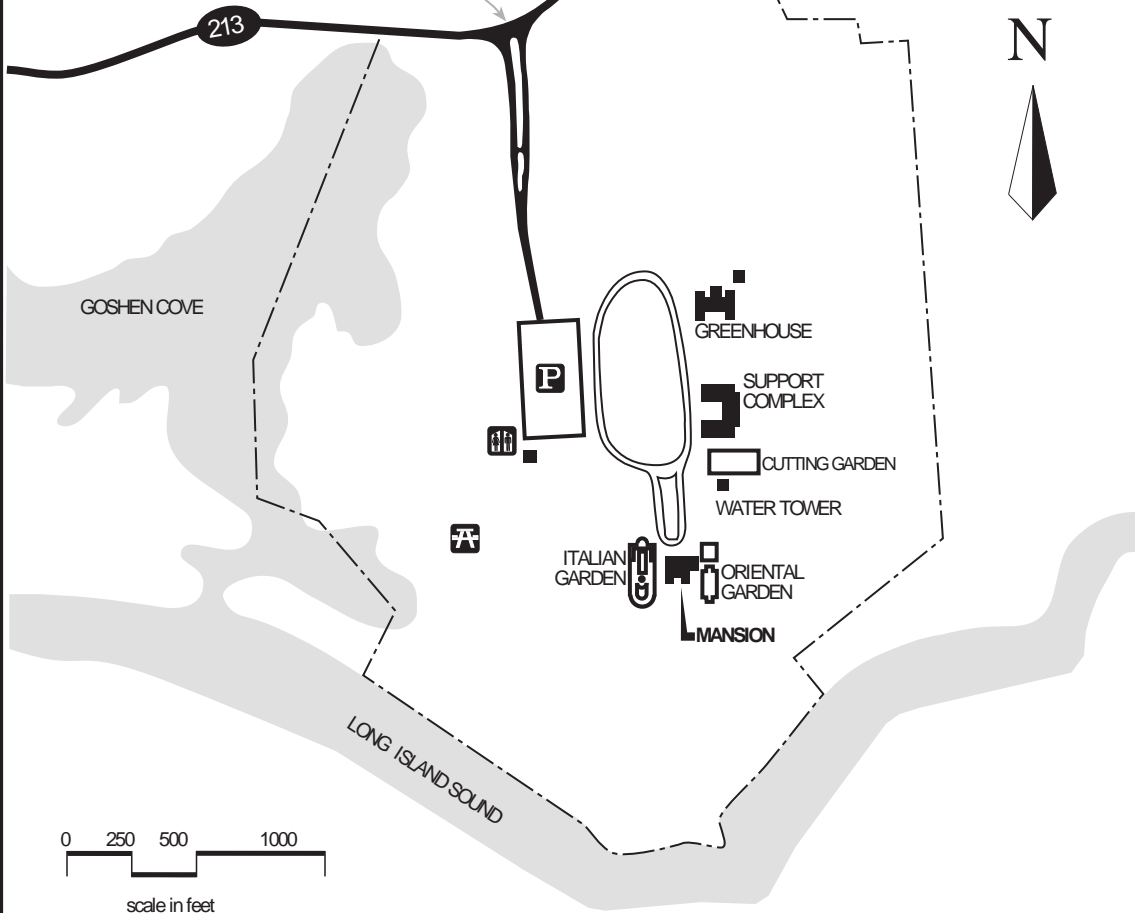 213
N
GOSHEN COVE
GREENHOUSE
P
SUPPORT
COMPLEX
CUTTING GARDEN
WATER TOWER
ITALIAN
GARDEN
ORIENTAL
GARDEN
MANSION
LONG ISLAND SOUND
0 250 500 1000
scale in feet